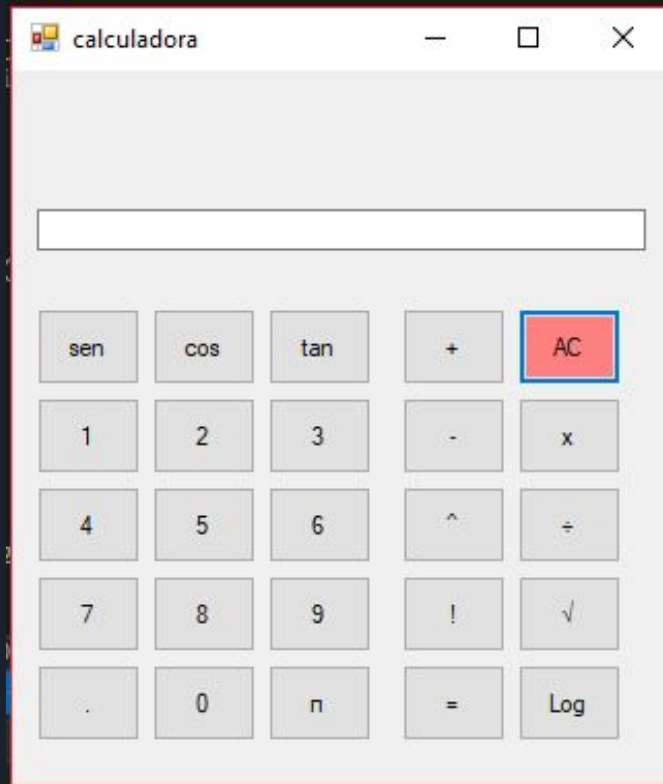 calculadora
sen cos tan + AC
1 2 3 - x
4 5 6 ^ ÷
7 8 9 ! √
. 0 п = Log